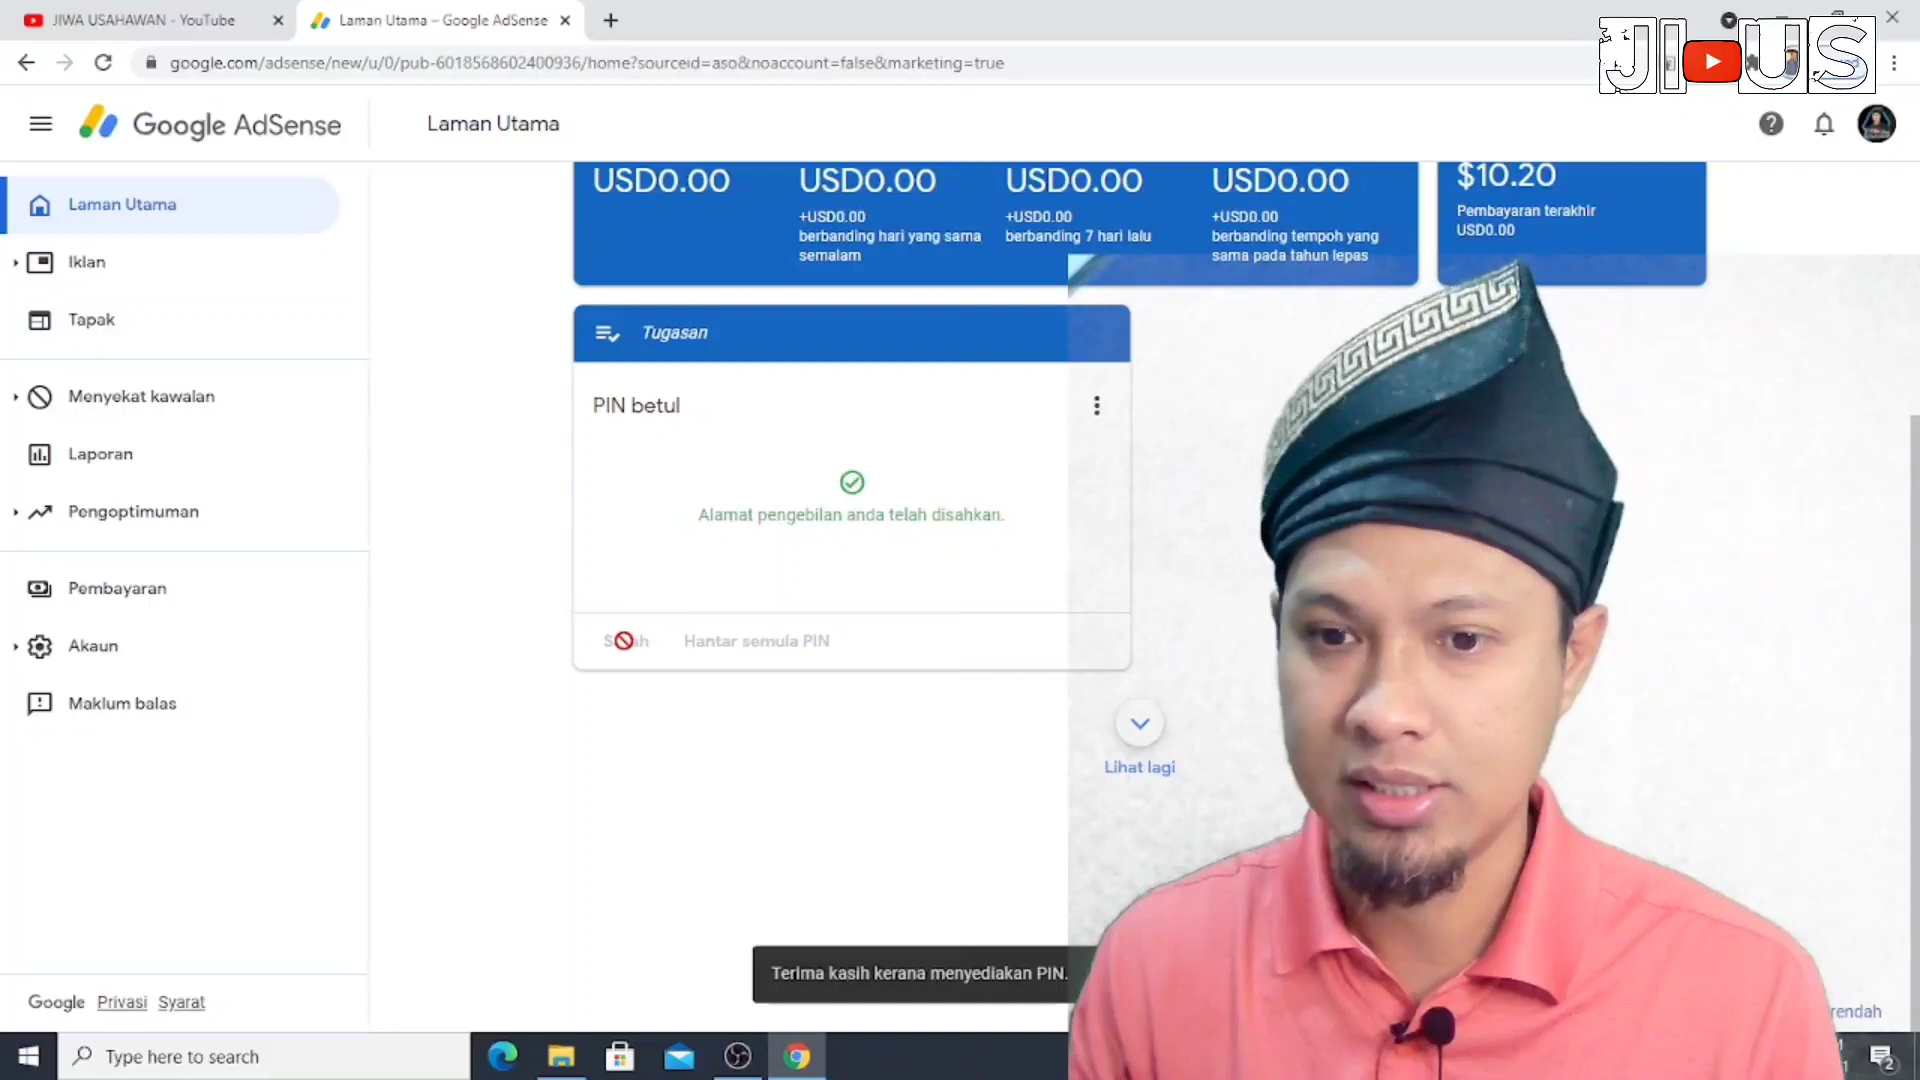 JIWA USAHAWAN - YouTube
Laman Utama – Google AdSense
google.com/adsense/new/u/0/pub-6018568602400936/home?sourceid=aso&noaccount=false&marketing=true
JI US
Google AdSense
Laman Utama
Laman Utama
Iklan
Tapak
Menyekat kawalan
Laporan
Pengoptimuman
Pembayaran
Akaun
Maklum balas
Google Privasi Syarat
USD0.00
USD0.00
+USD0.00
berbanding hari yang sama
semalam
USD0.00
+USD0.00
berbanding 7 hari lalu
USD0.00
+USD0.00
berbanding tempoh yang
sama pada tahun lepas
$10.20
Pembayaran terakhir
USD0.00
Tugasan
PIN betul
Alamat pengebilan anda telah disahkan.
Hantar semula PIN
Lihat lagi
Terima kasih kerana menyediakan PIN.
rendah
Type here to search
2